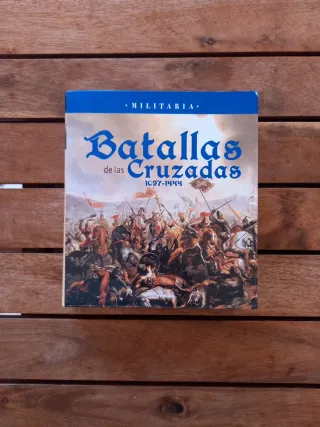 · MILITARIA ·
Batallas
de las Cruzadas
1097-1444